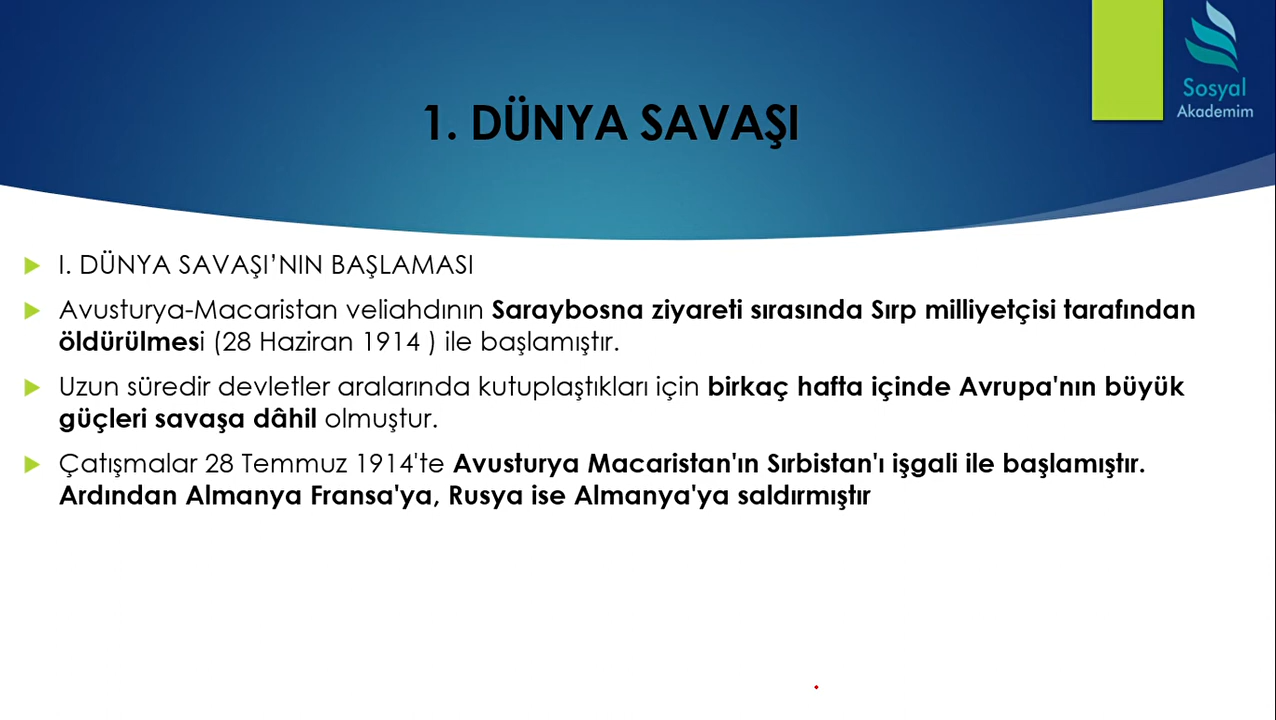 Sosyal
Akademim
1. DÜNYA SAVAŞI
I. DÜNYA SAVAŞI’NIN BAŞLAMASI
Avusturya-Macaristan veliahdının Saraybosna ziyareti sırasında Sırp milliyetçisi tarafından
öldürülmesi (28 Haziran 1914 ) ile başlamıştır.
Uzun süredir devletler aralarında kutuplaştıkları için birkaç hafta içinde Avrupa'nın büyük
güçleri savaşa dâhil olmuştur.
Çatışmalar 28 Temmuz 1914'te Avusturya Macaristan'ın Sırbistan'ı işgali ile başlamıştır.
Ardından Almanya Fransa'ya, Rusya ise Almanya'ya saldırmıştır